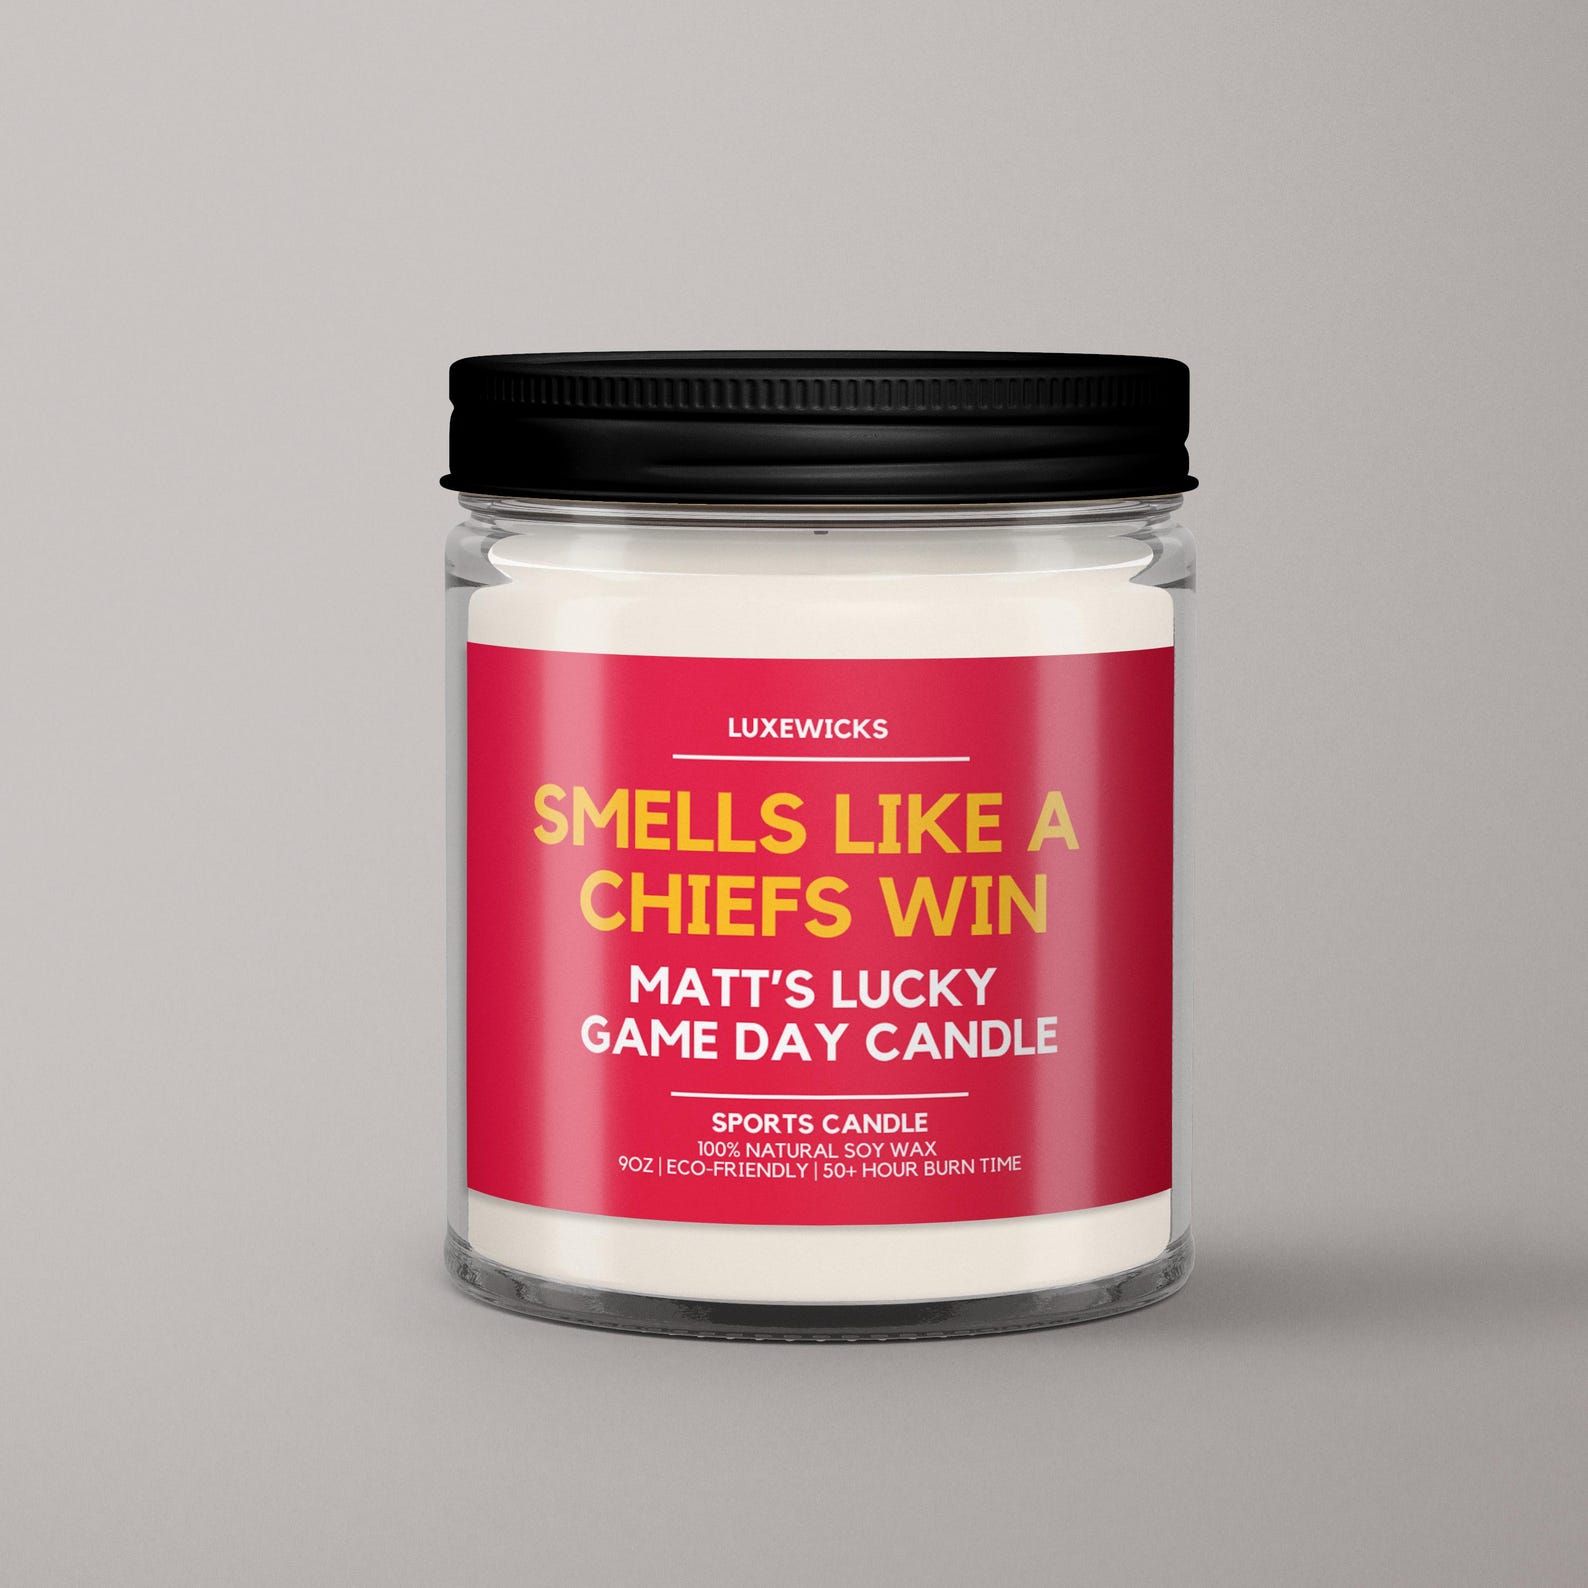 LUXEWICKS
SMELLS LIKE A
CHIEFS WIN
MATT'S LUCKY
GAME DAY CANDLE
SPORTS CANDLE
100% NATURAL SOY WAX
9OZ | ECO-FRIENDLY | 50+ HOUR BURN TIME